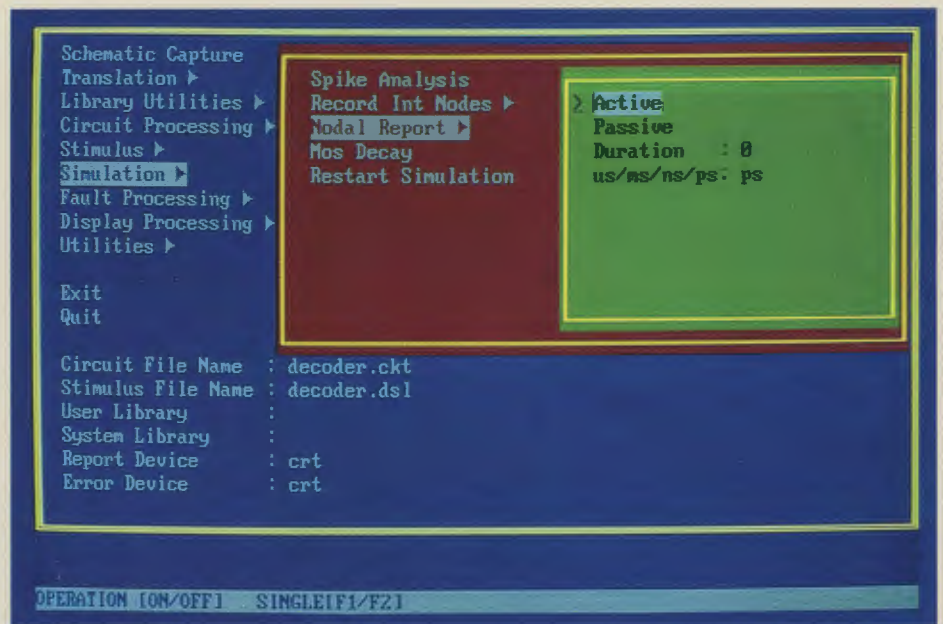 Schematic Capture
Translation ►
Library Utilities ►
Circuit Processing ►
Stimulus ►
Simulation ►
Fault Processing ►
Display Processing ►
Utilities ►
Exit
Quit
Spike Analysis
Record Int Nodes ►
Nodal Report ►
Mos Decay
Restart Simulation
> Active
Passive
Duration : 0
us/ms/ns/ps: ps
Circuit File Name : decoder.ckt
Stimulus File Name : decoder.dsl
User Library :
System Library :
Report Device : crt
Error Device : crt
OPERATION [ON/OFF] SINGLE[F1/F2]